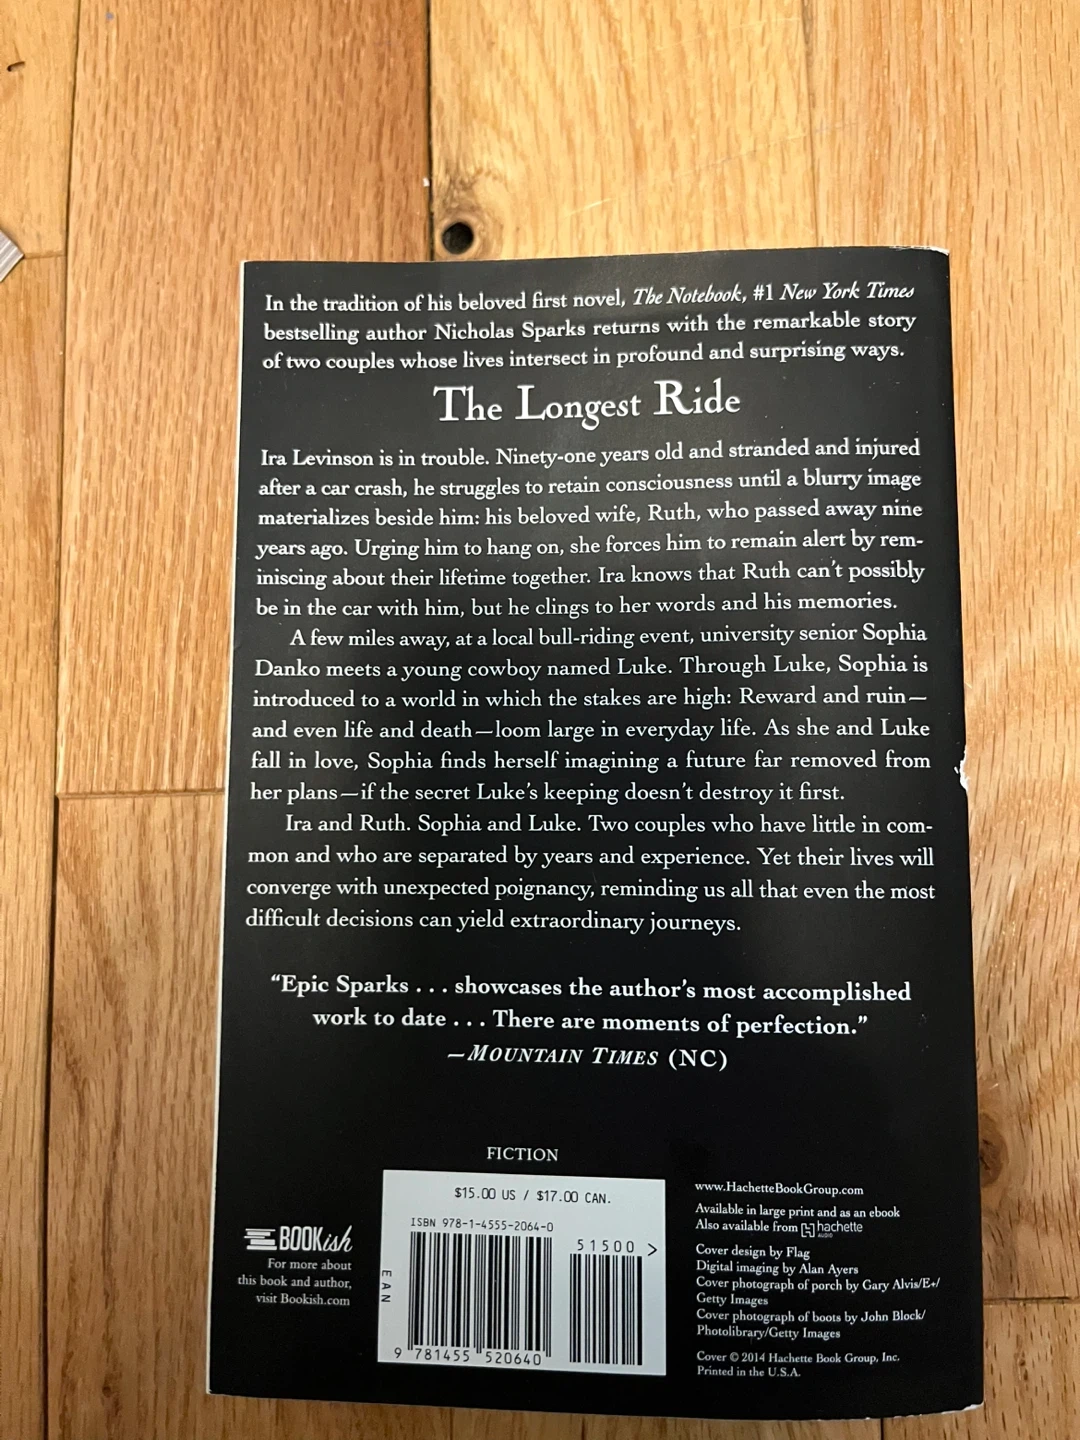 In the tradition of his beloved first novel, The Notebook, #1 New York Times
bestselling author Nicholas Sparks returns with the remarkable story
of two couples whose lives intersect in profound and surprising ways.
The Longest Ride
Ira Levinson is in trouble. Ninety-one years old and stranded and injured
after a car crash, he struggles to retain consciousness until a blurry image
materializes beside him: his beloved wife, Ruth, who passed away nine
years ago. Urging him to hang on, she forces him to remain alert by rem-
iniscing about their lifetime together. Ira knows that Ruth can't possibly
be in the car with him, but he clings to her words and his memories.
A few miles away, at a local bull-riding event, university senior Sophia
Danko meets a young cowboy named Luke. Through Luke, Sophia is
introduced to a world in which the stakes are high: Reward and ruin—
and even life and death—loom large in everyday life. As she and Luke
fall in love, Sophia finds herself imagining a future far removed from
her plans—if the secret Luke's keeping doesn't destroy it first.
Ira and Ruth. Sophia and Luke. Two couples who have little in com-
mon and who are separated by years and experience. Yet their lives will
converge with unexpected poignancy, reminding us all that even the most
difficult decisions can yield extraordinary journeys.
"Epic Sparks . . . showcases the author's most accomplished
work to date . . . There are moments of perfection."
—MOUNTAIN TIMES (NC)
FICTION
$15.00 US / $17.00 CAN.
ISBN 978-1-4555-2064-0
51500 >
EAN
9 781455 520640
BOOKish
For more about
this book and author,
visit Bookish.com
www.HachetteBookGroup.com
Available in large print and as an ebook
Also available from hachette AUDIO
Cover design by Flag
Digital imaging by Alan Ayers
Cover photograph of porch by Gary Alvis/E+/
Getty Images
Cover photograph of boots by John Block/
Photolibrary/Getty Images
Cover © 2014 Hachette Book Group, Inc.
Printed in the U.S.A.